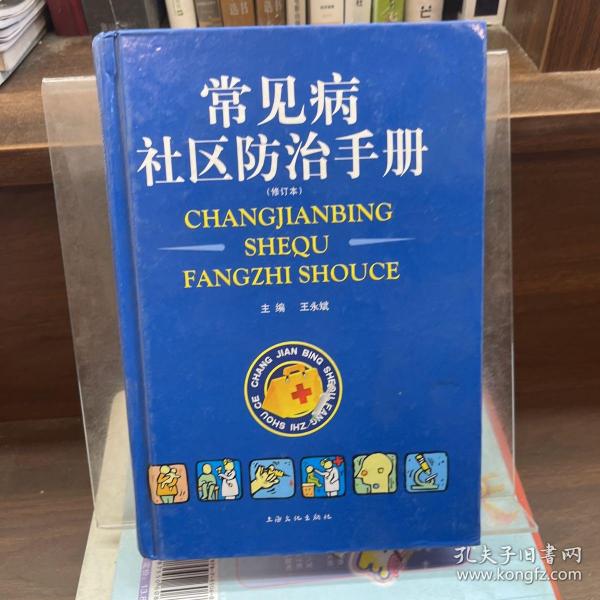 常见病
社区防治手册
（修订本）
CHANGJIANBING
SHEQU
FANGZHI SHOUCE
主编 王永斌
CHANG JIAN BING SHEQU FANG ZHI SHOU CE
上海文化出版社
孔夫子旧书网
www.kongfz.com